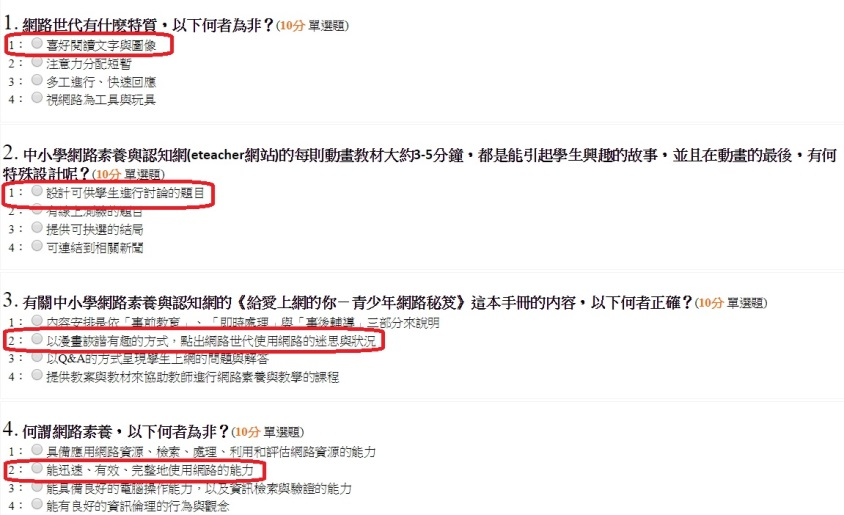 1. 網路世代有什麼特質，以下何者為非？(10分 單選題)
1： 喜好閱讀文字與圖像
2： 注意力分配短暫
3： 多工進行、快速回應
4： 視網路為工具與玩具
2. 中小學網路素養與認知網(eteacher網站)的每則動畫教材大約3-5分鐘，都是能引起學生興趣的故事，並且在動畫的最後，有何
特殊設計呢？(10分 單選題)
1： 設計可供學生進行討論的題目
2： 有線上測驗的題目
3： 提供可抉選的結局
4： 可連結到相關新聞
3. 有關中小學網路素養與認知網的《給愛上網的你－青少年網路秘笈》這本手冊的內容，以下何者正確？(10分 單選題)
1： 內容安排是依「事前教育」、「即時處理」與「事後輔導」三部分來說明
2： 以漫畫詼諧有趣的方式，點出網路世代使用網路的迷思與狀況
3： 以Q&A的方式呈現學生上網的問題與解答
4： 提供教案與教材來協助教師進行網路素養與教學的課程
4. 何謂網路素養，以下何者為非？(10分 單選題)
1： 具備應用網路資源、檢索、處理、利用和評估網路資源的能力
2： 能迅速、有效、完整地使用網路的能力
3： 能具備良好的電腦操作能力，以及資訊檢索與驗證的能力
4： 能有良好的資訊倫理的行為與觀念